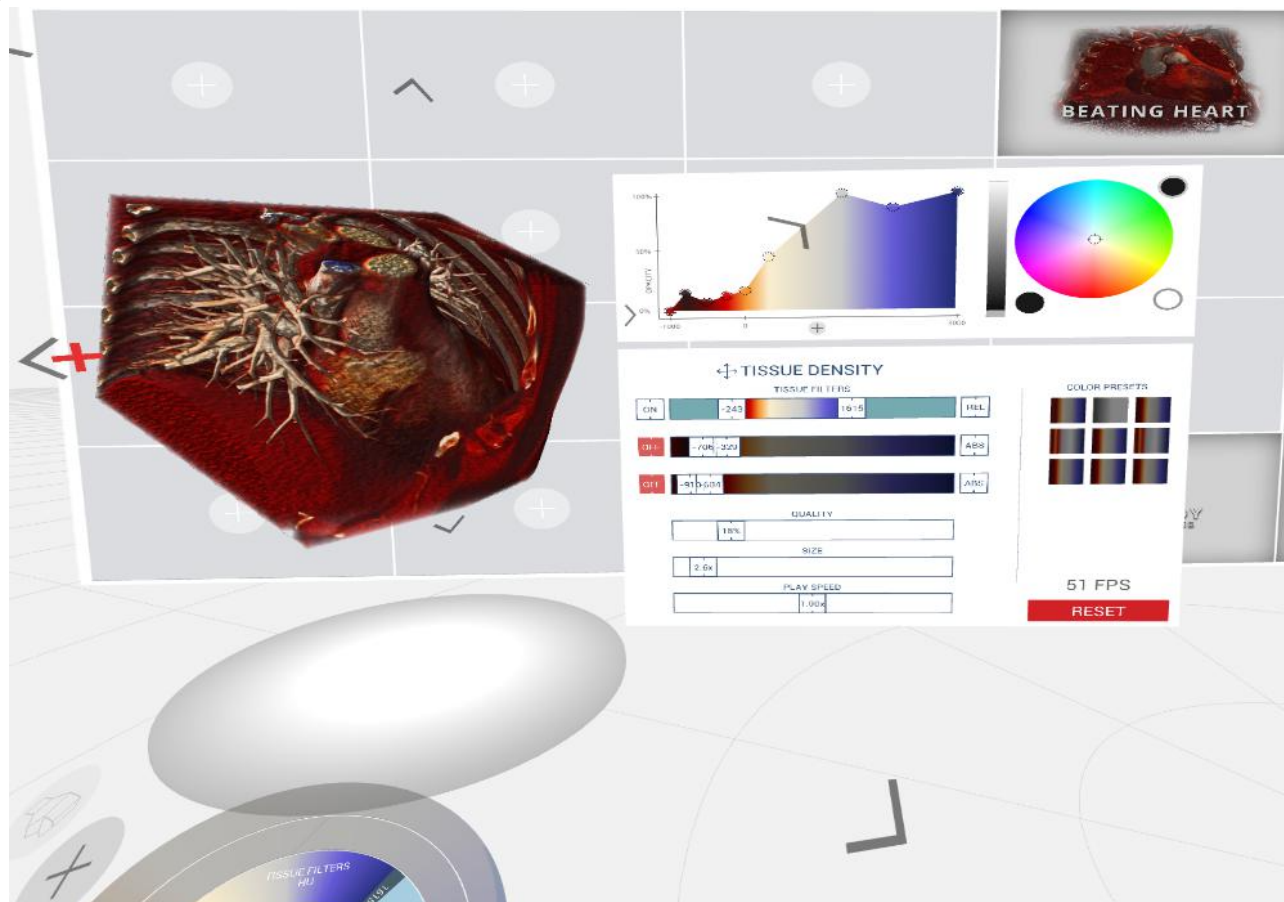 BEATING HEART
100%
0%
OPACITY
-1000
0
3000
TISSUE DENSITY
TISSUE FILTERS
ON -243 1615 REL
OFF -706 -329 ABS
OFF -910 ABS
COLOR PRESETS
QUALITY
18%
SIZE
2.6x
PLAY SPEED
1.00x
51 FPS
RESET
TISSUE FILTERS
HU